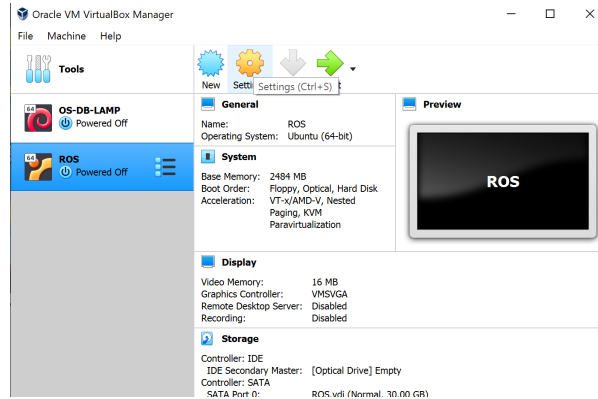 Oracle VM VirtualBox Manager
File Machine Help
Tools
New
Settings (Ctrl+S)
64
OS-DB-LAMP
Powered Off
64
ROS
Powered Off
General
Name: ROS
Operating System: Ubuntu (64-bit)
System
Base Memory: 2484 MB
Boot Order: Floppy, Optical, Hard Disk
Acceleration: VT-x/AMD-V, Nested
Paging, KVM
Paravirtualization
Preview
ROS
Display
Video Memory: 16 MB
Graphics Controller: VMSVGA
Remote Desktop Server: Disabled
Recording: Disabled
Storage
Controller: IDE
IDE Secondary Master: [Optical Drive] Empty
Controller: SATA
SATA Port 0: ROS.vdi (Normal, 30.00 GB)